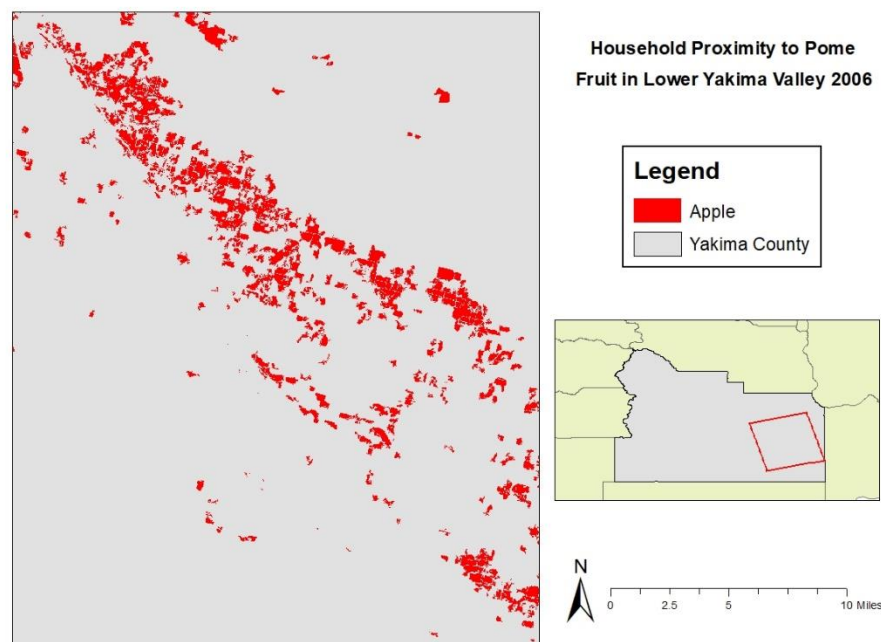 Household Proximity to Pome
Fruit in Lower Yakima Valley 2006
Legend
Apple
Yakima County
N
0 2.5 5 10 Miles